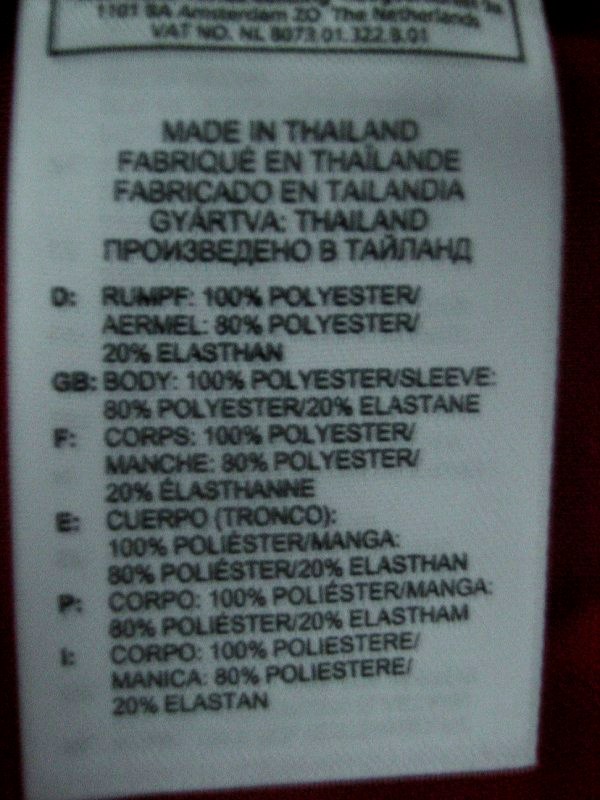 1101 BA Amsterdam ZO The Netherlands
VAT NO. NL 8073.01.322.B.01
MADE IN THAILAND
FABRIQUÉ EN THAÏLANDE
FABRICADO EN TAILANDIA
GYÁRTVA: THAILAND
ПРОИЗВЕДЕНО В ТАЙЛАНД
D: RUMPF: 100% POLYESTER/
AERMEL: 80% POLYESTER/
20% ELASTHAN
GB: BODY: 100% POLYESTER/SLEEVE:
80% POLYESTER/20% ELASTANE
F: CORPS: 100% POLYESTER/
MANCHE: 80% POLYESTER/
20% ÉLASTHANNE
E: CUERPO (TRONCO):
100% POLIÉSTER/MANGA:
80% POLIÉSTER/20% ELASTHAN
P: CORPO: 100% POLIÉSTER/MANGA:
80% POLIÉSTER/20% ELASTHAM
I: CORPO: 100% POLIESTERE/
MANICA: 80% POLIESTERE/
20% ELASTAN